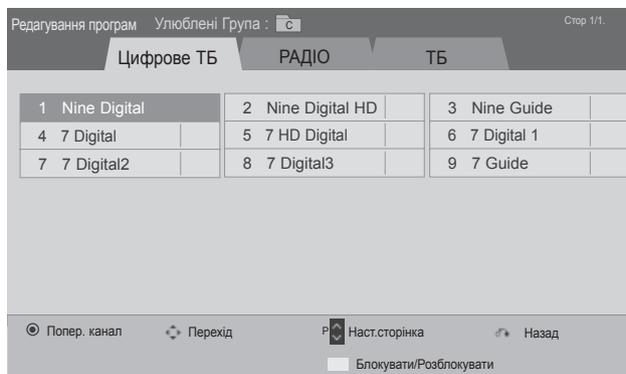 Редагування програм Улюблені Група : C Стор 1/1.
Цифрове ТБ РАДІО ТБ
1 Nine Digital 2 Nine Digital HD 3 Nine Guide
4 7 Digital 5 7 HD Digital 6 7 Digital 1
7 7 Digital2 8 7 Digital3 9 7 Guide
Попер. канал Перехід P Наст.сторінка Назад
Блокувати/Розблокувати